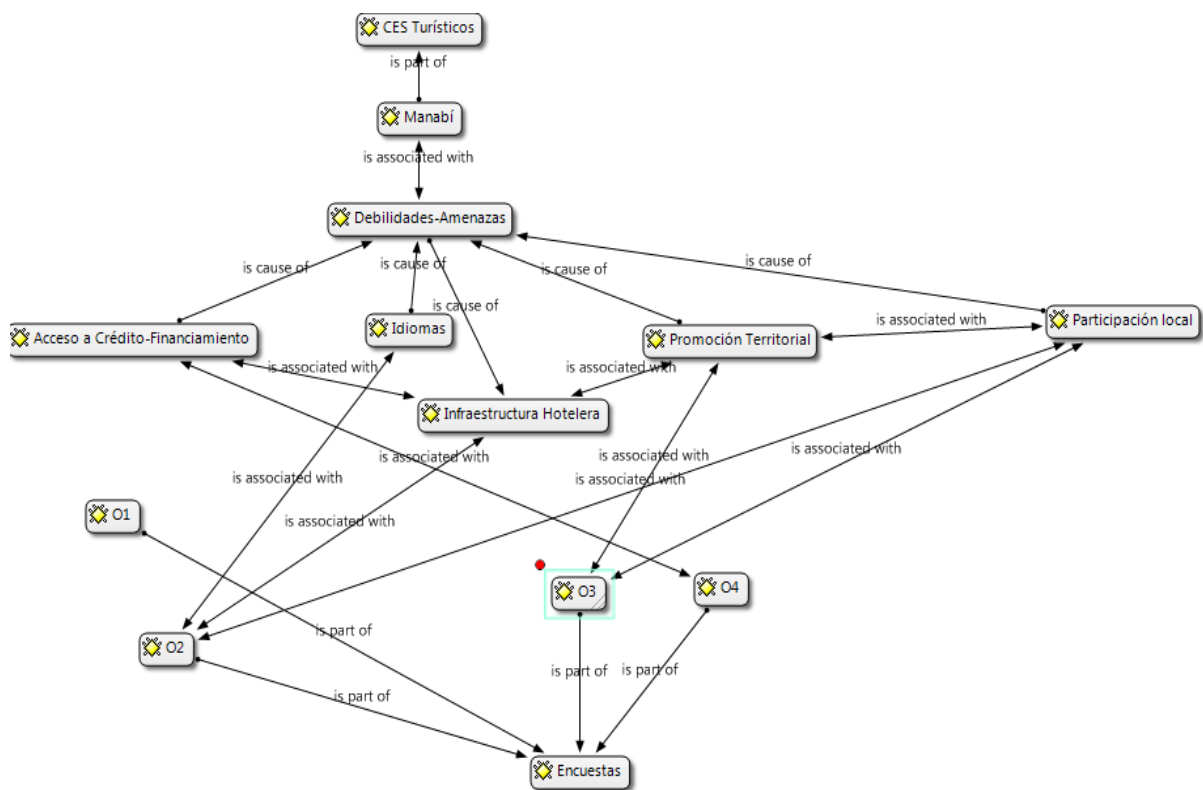 CES Turísticos
is part of
Manabí
is associated with
Debilidades-Amenazas
is cause of
is cause of
is cause of
is cause of
is cause of
Acceso a Crédito-Financiamiento
Idiomas
Promoción Territorial
is associated with
Participación local
is associated with
is associated with
Infraestructura Hotelera
is associated with
is associated with
is associated with
is associated with
is associated with
is associated with
O1
O3
O4
is part of
O2
is part of
is part of
is part of
Encuestas